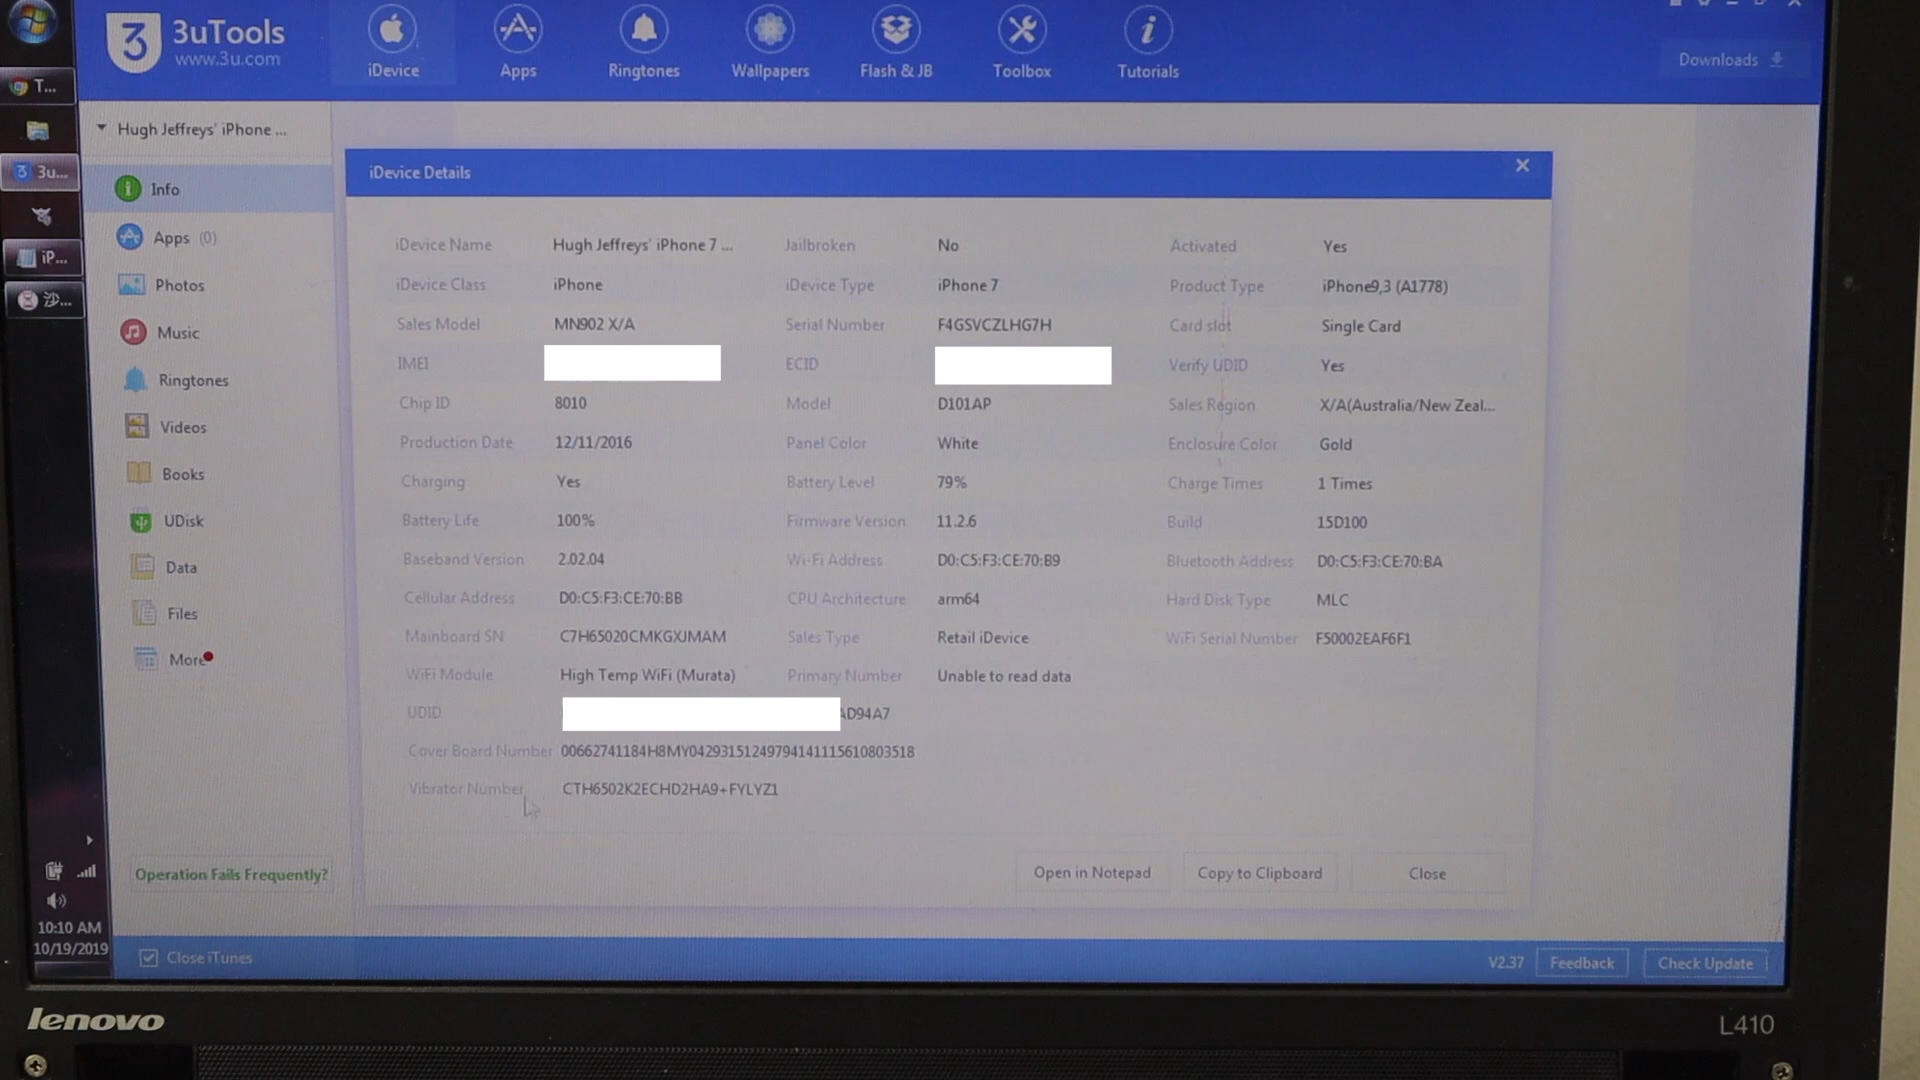 3 3uTools
www.3u.com
iDevice
Apps
Ringtones
Wallpapers
Flash & JB
Toolbox
Tutorials
Downloads
T...
3 3u...
iP...
沙...
Hugh Jeffreys' iPhone ...
Info
Apps (0)
Photos
Music
Ringtones
Videos
Books
UDisk
Data
Files
More
Operation Fails Frequently?
iDevice Details
iDevice Name Hugh Jeffreys' iPhone 7 ... Jailbroken No Activated Yes
iDevice Class iPhone iDevice Type iPhone 7 Product Type iPhone9,3 (A1778)
Sales Model MN902 X/A Serial Number F4GSVCZLHG7H Card slot Single Card
IMEI ECID Verify UDID Yes
Chip ID 8010 Model D101AP Sales Region X/A(Australia/New Zeal...
Production Date 12/11/2016 Panel Color White Enclosure Color Gold
Charging Yes Battery Level 79% Charge Times 1 Times
Battery Life 100% Firmware Version 11.2.6 Build 15D100
Baseband Version 2.02.04 Wi-Fi Address D0:C5:F3:CE:70:B9 Bluetooth Address D0:C5:F3:CE:70:BA
Cellular Address D0:C5:F3:CE:70:BB CPU Architecture arm64 Hard Disk Type MLC
Mainboard SN C7H65020CMKGXJMAM Sales Type Retail iDevice WiFi Serial Number F50002EAF6F1
WiFi Module High Temp WiFi (Murata) Primary Number Unable to read data
UDID AD94A7
Cover Board Number 00662741184H8MY04293151249794141115610803518
Vibrator Number CTH6502K2ECHD2HA9+FYLYZ1
Open in Notepad
Copy to Clipboard
Close
10:10 AM
10/19/2019
Close iTunes
V2.37
Feedback
Check Update
lenovo
L410